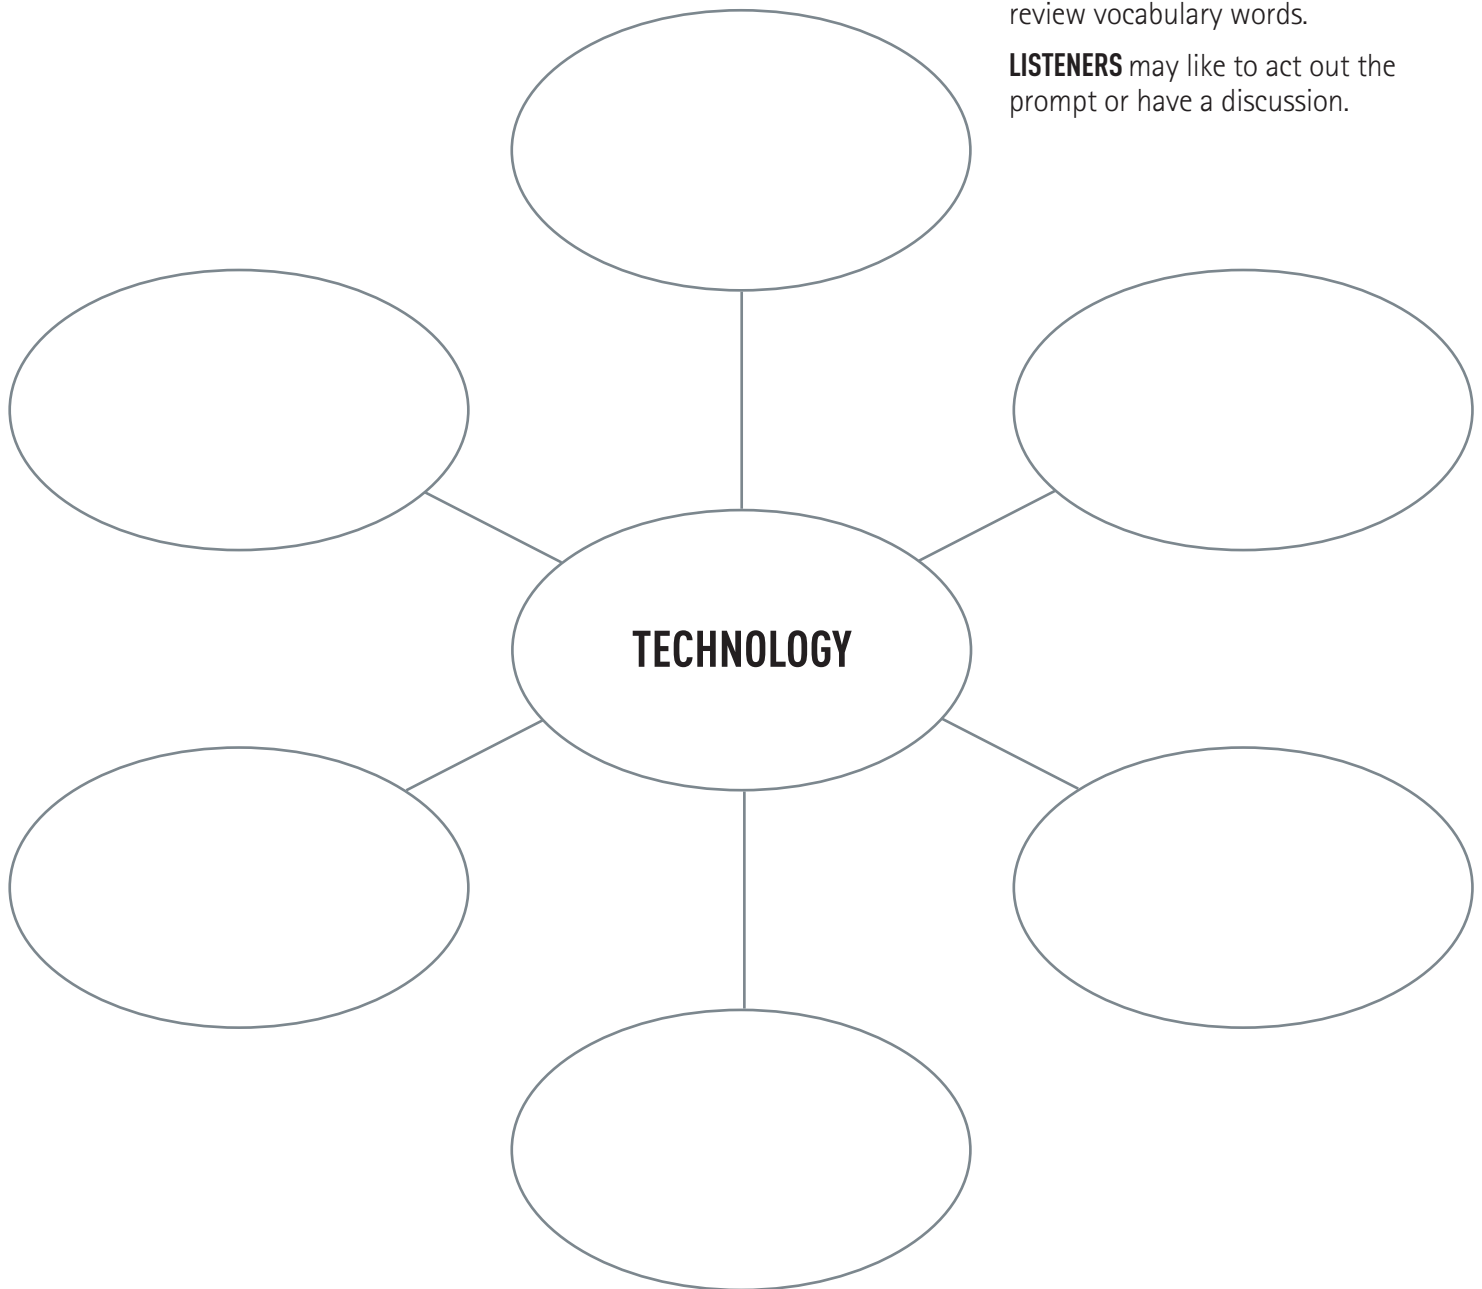 review vocabulary words.
LISTENERS may like to act out the
prompt or have a discussion.
TECHNOLOGY